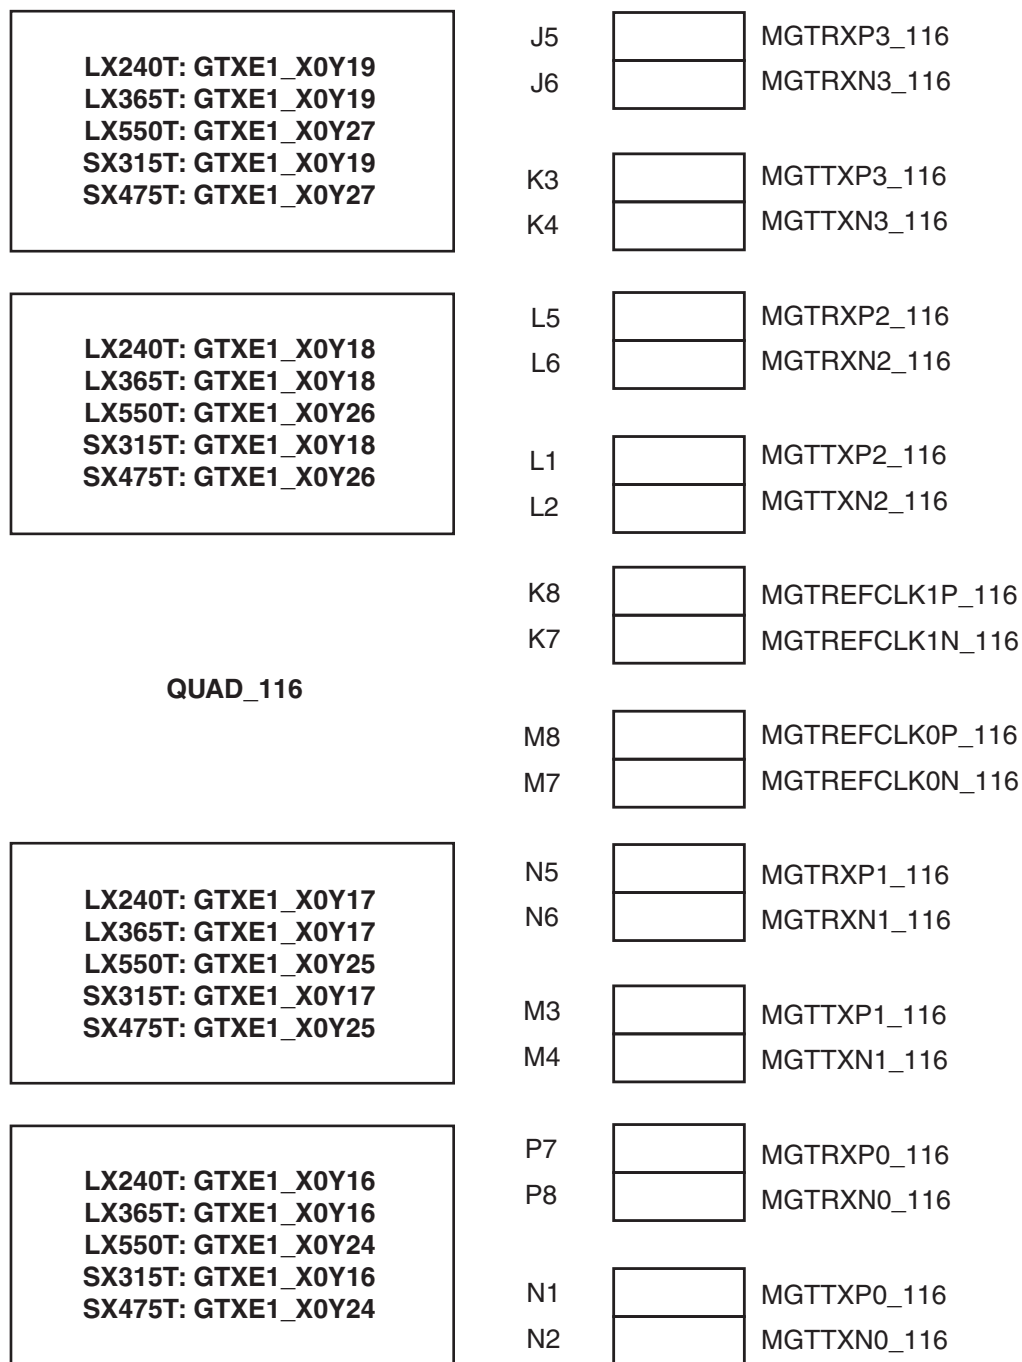 LX240T: GTXE1_X0Y19
LX365T: GTXE1_X0Y19
LX550T: GTXE1_X0Y27
SX315T: GTXE1_X0Y19
SX475T: GTXE1_X0Y27
J5 MGTRXP3_116
J6 MGTRXN3_116
K3 MGTTXP3_116
K4 MGTTXN3_116
LX240T: GTXE1_X0Y18
LX365T: GTXE1_X0Y18
LX550T: GTXE1_X0Y26
SX315T: GTXE1_X0Y18
SX475T: GTXE1_X0Y26
L5 MGTRXP2_116
L6 MGTRXN2_116
L1 MGTTXP2_116
L2 MGTTXN2_116
QUAD_116
K8 MGTREFCLK1P_116
K7 MGTREFCLK1N_116
M8 MGTREFCLK0P_116
M7 MGTREFCLK0N_116
LX240T: GTXE1_X0Y17
LX365T: GTXE1_X0Y17
LX550T: GTXE1_X0Y25
SX315T: GTXE1_X0Y17
SX475T: GTXE1_X0Y25
N5 MGTRXP1_116
N6 MGTRXN1_116
M3 MGTTXP1_116
M4 MGTTXN1_116
LX240T: GTXE1_X0Y16
LX365T: GTXE1_X0Y16
LX550T: GTXE1_X0Y24
SX315T: GTXE1_X0Y16
SX475T: GTXE1_X0Y24
P7 MGTRXP0_116
P8 MGTRXN0_116
N1 MGTTXP0_116
N2 MGTTXN0_116